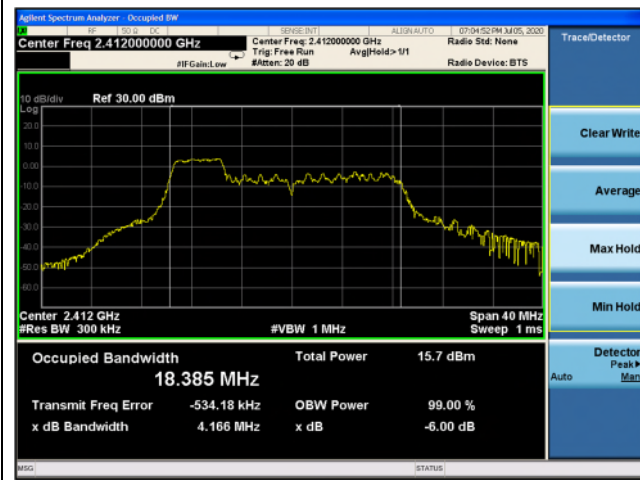 Agilent Spectrum Analyzer - Occupied BW
RF 50 Ω DC SENSE:INT ALIGN AUTO 07:04:52 PM Jul 05, 2020
Center Freq 2.412000000 GHz Center Freq: 2.412000000 GHz Radio Std: None
Trig: Free Run Avg|Hold:> 1/1
#IFGain:Low #Atten: 20 dB Radio Device: BTS
Trace/Detector
10 dB/div Ref 30.00 dBm
Log
20.0
10.0
0.00
-10.0
-20.0
-30.0
-40.0
-50.0
-60.0
Center 2.412 GHz Span 40 MHz
#Res BW 300 kHz #VBW 1 MHz Sweep 1 ms
Occupied Bandwidth Total Power 15.7 dBm
18.385 MHz
Transmit Freq Error -534.18 kHz OBW Power 99.00 %
x dB Bandwidth 4.166 MHz x dB -6.00 dB
Clear Write
Average
Max Hold
Min Hold
Detector
Peak▶
Auto Man
MSG STATUS